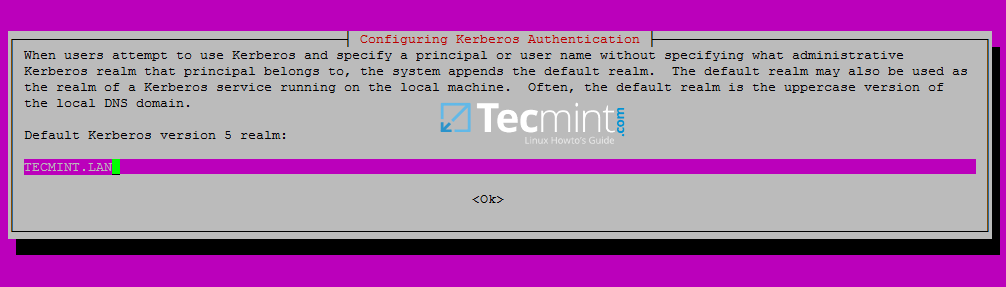 Configuring Kerberos Authentication
When users attempt to use Kerberos and specify a principal or user name without specifying what administrative
Kerberos realm that principal belongs to, the system appends the default realm.  The default realm may also be used as
the realm of a Kerberos service running on the local machine.  Often, the default realm is the uppercase version of
the local DNS domain.
Tecmint.com
Linux Howto's Guide
Default Kerberos version 5 realm:
TECMINT.LAN
<Ok>